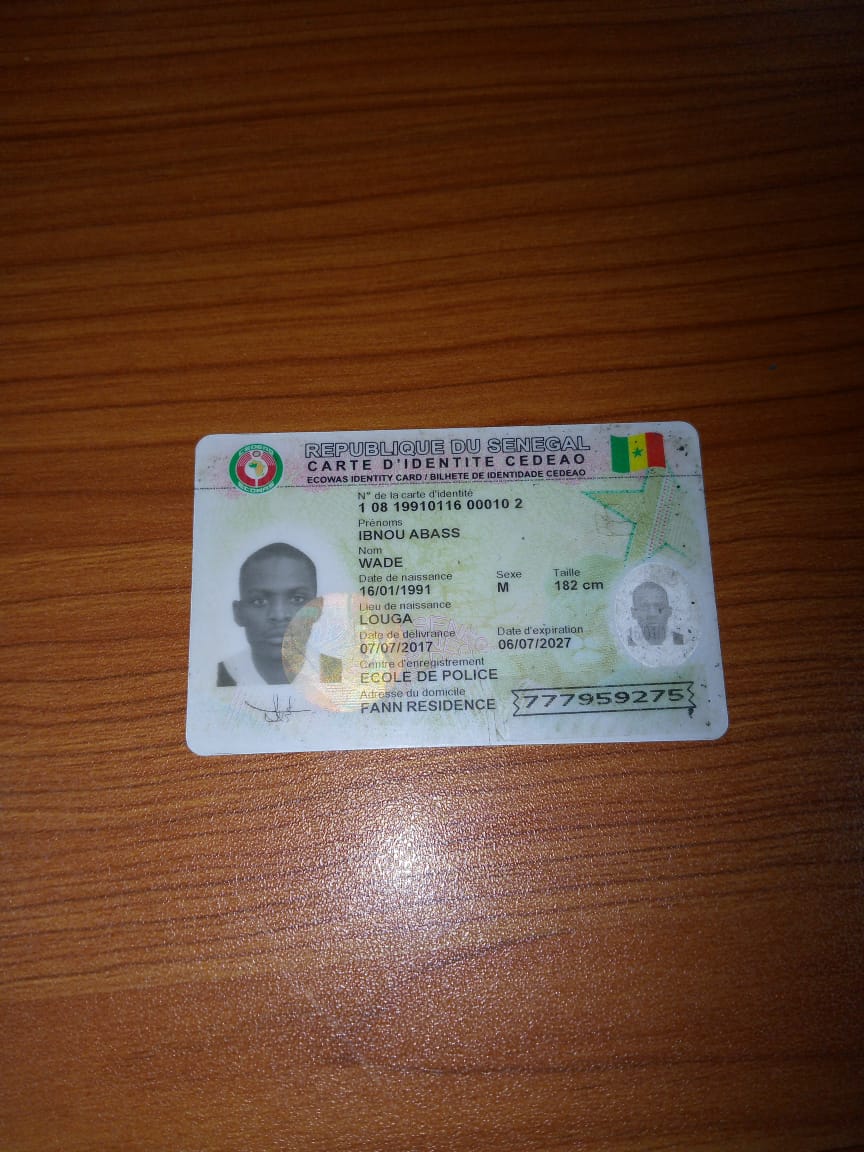 REPUBLIQUE DU SENEGAL
CARTE D'IDENTITE CEDEAO
ECOWAS IDENTITY CARD / BILHETE DE IDENTIDADE CEDEAO
CEDEAO
ECOWAS
N° de la carte d'identité
1 08 19910116 00010 2
Prénoms
IBNOU ABASS
Nom
WADE
Date de naissance Sexe Taille
16/01/1991 M 182 cm
Lieu de naissance
LOUGA
Date de délivrance Date d'expiration
07/07/2017 06/07/2027
Centre d'enregistrement
ECOLE DE POLICE
Adresse du domicile
FANN RESIDENCE
777959275